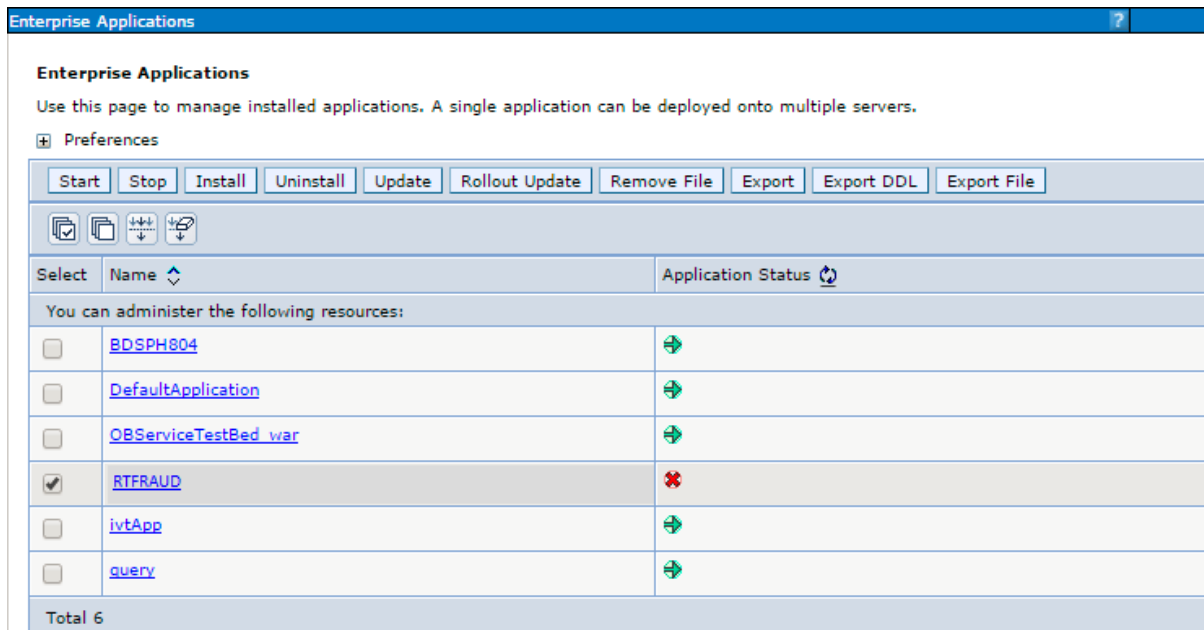 Enterprise Applications ?
Enterprise Applications
Use this page to manage installed applications. A single application can be deployed onto multiple servers.
Preferences
Start Stop Install Uninstall Update Rollout Update Remove File Export Export DDL Export File
Select Name Application Status
You can administer the following resources:
BDSPH804
DefaultApplication
OBServiceTestBed_war
RTFRAUD
ivtApp
query
Total 6